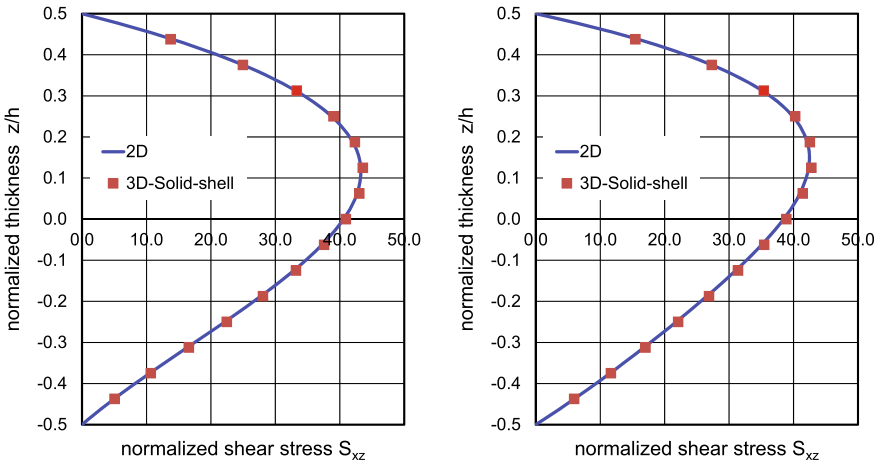 0.5
0.4
0.3
0.2
0.1
0.0
-0.1
-0.2
-0.3
-0.4
-0.5
normalized thickness z/h
2D
3D-Solid-shell
0.0 10.0 20.0 30.0 40.0 50.0
normalized shear stress Sxz
0.5
0.4
0.3
0.2
0.1
0.0
-0.1
-0.2
-0.3
-0.4
-0.5
normalized thickness z/h
2D
3D-Solid-shell
0.0 10.0 20.0 30.0 40.0 50.0
normalized shear stress Sxz